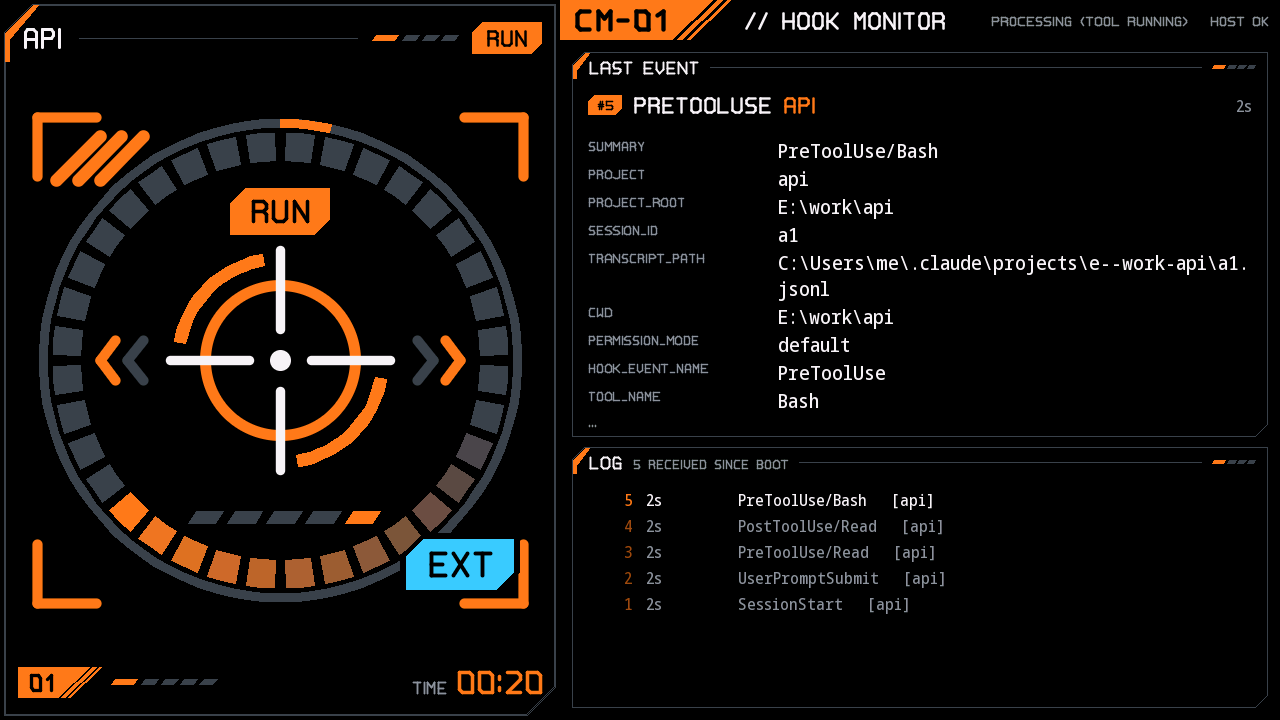 API
RUN
RUN
EXT
01
TIME 00:20
CM-01
// HOOK MONITOR
PROCESSING (TOOL RUNNING)
HOST OK
LAST EVENT
#5 PRETOOLUSE API
2s
SUMMARY PreToolUse/Bash
PROJECT api
PROJECT_ROOT E:\work\api
SESSION_ID a1
TRANSCRIPT_PATH C:\Users\me\.claude\projects\e--work-api\a1.
jsonl
CWD E:\work\api
PERMISSION_MODE default
HOOK_EVENT_NAME PreToolUse
TOOL_NAME Bash
…
LOG 5 RECEIVED SINCE BOOT
5 2s PreToolUse/Bash [api]
4 2s PostToolUse/Read [api]
3 2s PreToolUse/Read [api]
2 2s UserPromptSubmit [api]
1 2s SessionStart [api]